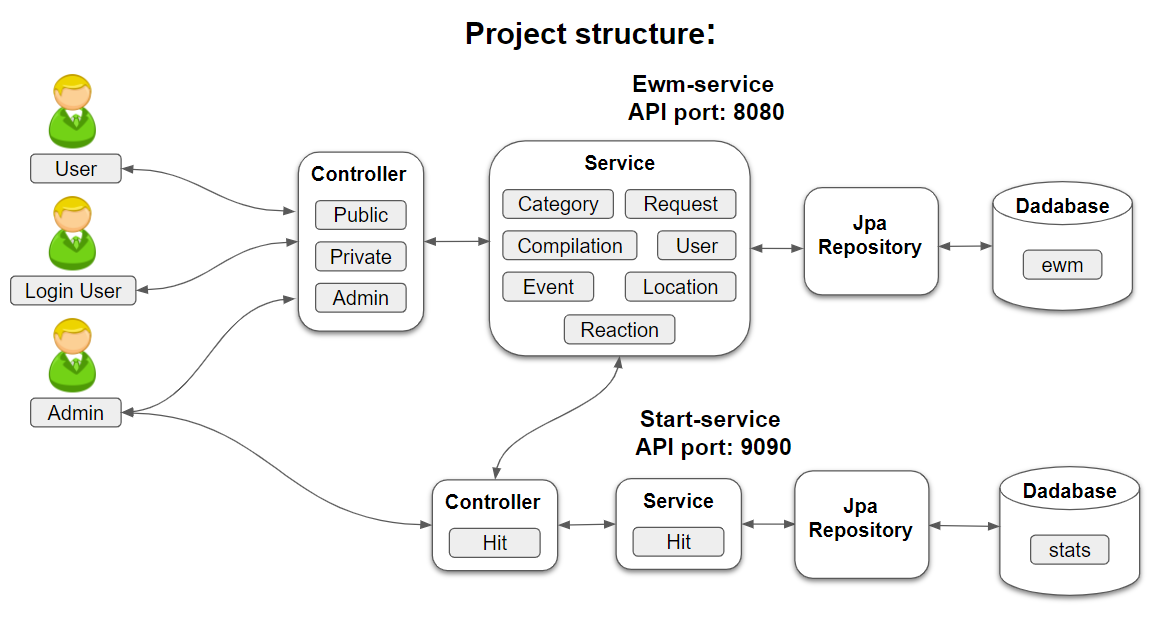 Project structure:
Ewm-service
API port: 8080
User
Login User
Admin
Controller
Public
Private
Admin
Service
Category
Request
Compilation
User
Event
Location
Reaction
Jpa
Repository
Dadabase
ewm
Start-service
API port: 9090
Controller
Hit
Service
Hit
Jpa
Repository
Dadabase
stats